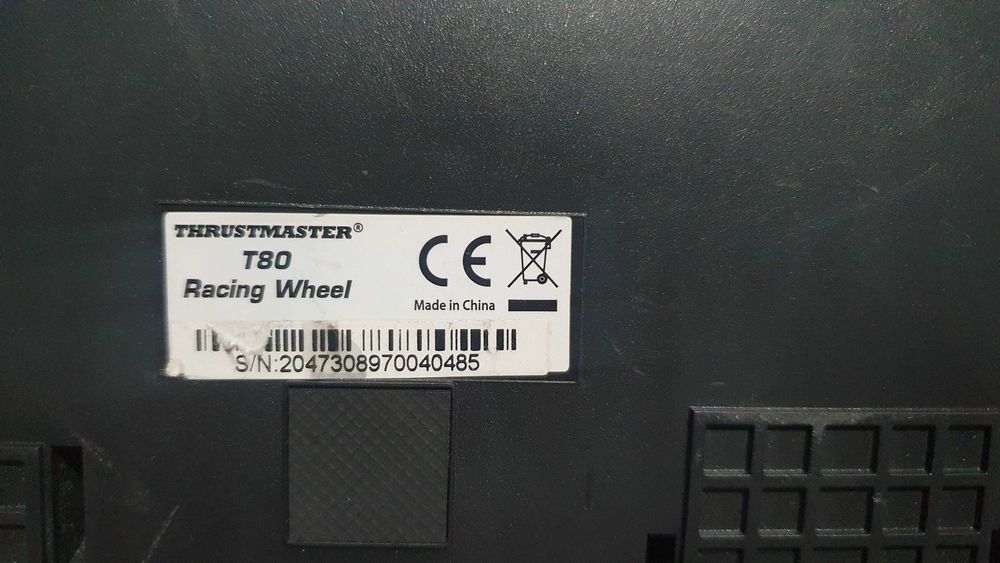 THRUSTMASTER®
T80
Racing Wheel
CE
Made in China
S/N:2047308970040485